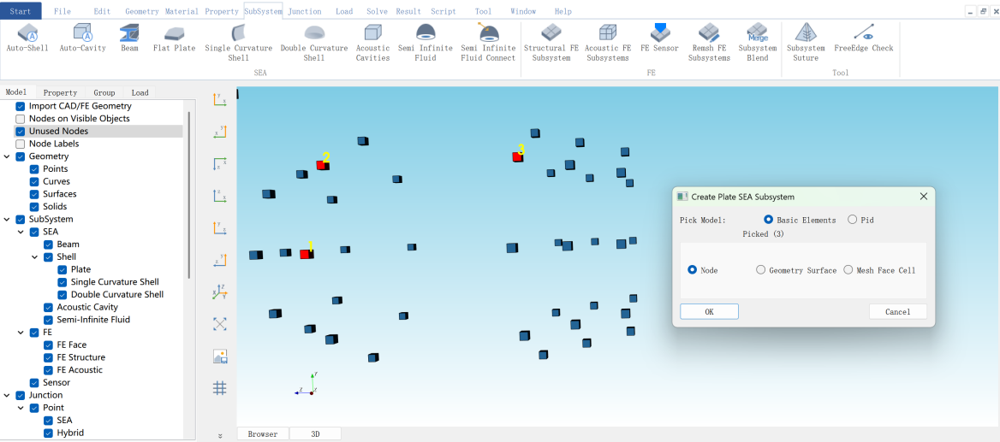 Start File Edit Geometry Material Property SubSystem Junction Load Solve Result Script Tool Window Help
Auto-Shell Auto-Cavity Beam Flat Plate Single Curvature Shell Double Curvature Shell Acoustic Cavities Semi Infinite Fluid Semi Infinite Fluid Connect Structural FE Subsystem Acoustic FE Subsystems FE Sensor Remsh FE Subsystems Merge Subsystem Blend Subsystem Suture FreeEdge Check
SEA FE Tool
Model Property Group Load
Import CAD/FE Geometry
Nodes on Visible Objects
Unused Nodes
Node Labels
Geometry
Points
Curves
Surfaces
Solids
SubSystem
SEA
Beam
Shell
Plate
Single Curvature Shell
Double Curvature Shell
Acoustic Cavity
Semi-Infinite Fluid
FE
FE Face
FE Structure
FE Acoustic
Sensor
Junction
Point
SEA
Hybrid
2
3
1
Create Plate SEA Subsystem
Pick Model: Basic Elements Pid
Picked (3)
Node Geometry Surface Mesh Face Cell
OK Cancel
Browser 3D